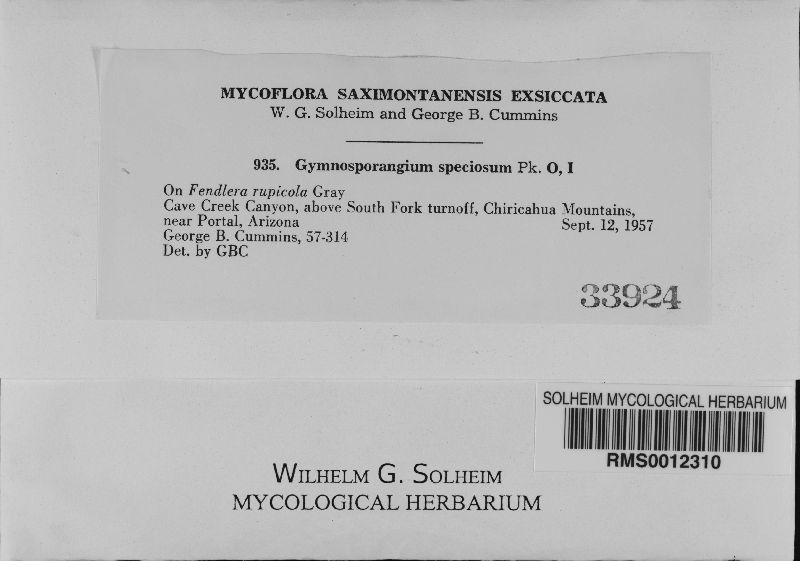 MYCOFLORA SAXIMONTANENSIS EXSICCATA
W. G. Solheim and George B. Cummins
935. Gymnosporangium speciosum Pk. O, I
On Fendlera rupicola Gray
Cave Creek Canyon, above South Fork turnoff, Chiricahua Mountains,
near Portal, Arizona Sept. 12, 1957
George B. Cummins, 57-314
Det. by GBC
33924
SOLHEIM MYCOLOGICAL HERBARIUM
RMS0012310
WILHELM G. SOLHEIM
MYCOLOGICAL HERBARIUM